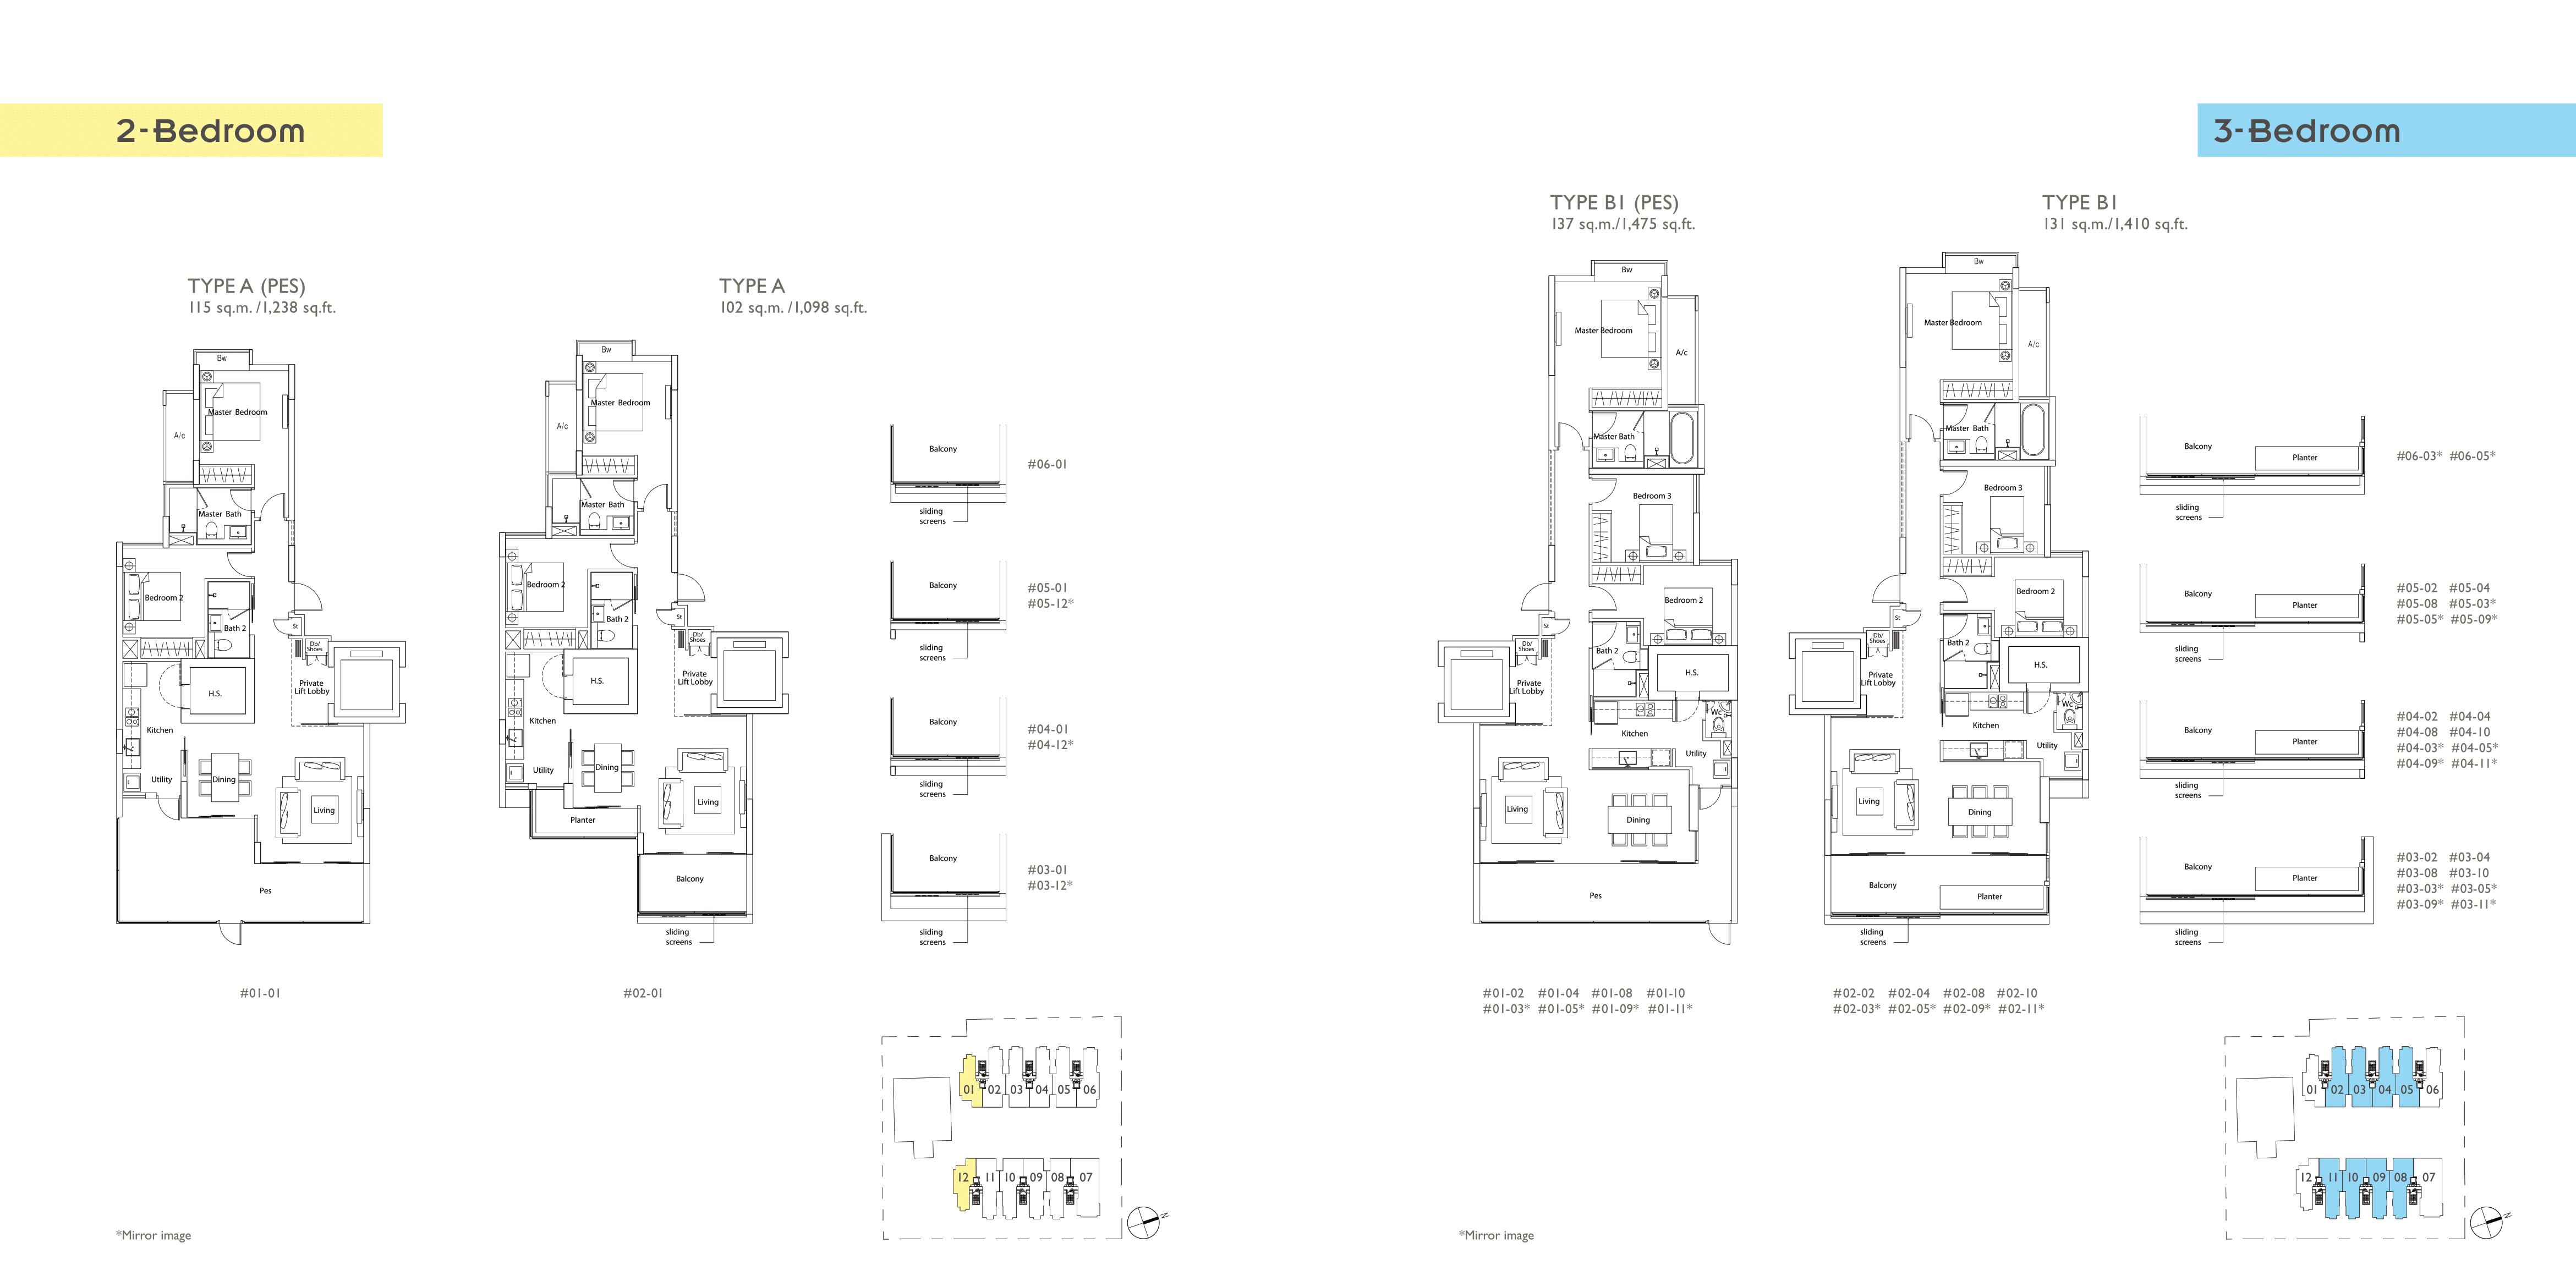 2-Bedroom
TYPE A (PES)
115 sq.m. /1,238 sq.ft.
Bw
Master Bedroom
A/c
Master Bath
Bedroom 2
Bath 2
St
Db/
Shoes
Private
Lift Lobby
H.S.
Kitchen
Utility
Dining
Living
Pes
#01-01
TYPE A
102 sq.m. /1,098 sq.ft.
Bw
Master Bedroom
A/c
Master Bath
Bedroom 2
Bath 2
St
Db/
Shoes
Private
Lift Lobby
H.S.
Kitchen
Utility
Dining
Living
Planter
Balcony
sliding
screens
#02-01
Balcony
#06-01
sliding
screens
Balcony
#05-01
#05-12*
sliding
screens
Balcony
#04-01
#04-12*
sliding
screens
Balcony
#03-01
#03-12*
sliding
screens
01 02 03 04 05 06
12 11 10 09 08 07
N
*Mirror image
3-Bedroom
TYPE B1 (PES)
137 sq.m./1,475 sq.ft.
Bw
Master Bedroom
A/c
Master Bath
Bedroom 3
Bedroom 2
St
Db/
Shoes
Bath 2
H.S.
Private
Lift Lobby
Wc
Kitchen
Utility
Living
Dining
Pes
#01-02 #01-04 #01-08 #01-10
#01-03* #01-05* #01-09* #01-11*
TYPE B1
131 sq.m./1,410 sq.ft.
Bw
Master Bedroom
A/c
Master Bath
Bedroom 3
Bedroom 2
St
Db/
Shoes
Bath 2
H.S.
Private
Lift Lobby
Wc
Kitchen
Utility
Living
Dining
Balcony
Planter
sliding
screens
#02-02 #02-04 #02-08 #02-10
#02-03* #02-05* #02-09* #02-11*
Balcony
Planter
#06-03* #06-05*
sliding
screens
Balcony
Planter
#05-02 #05-04
#05-08 #05-03*
#05-05* #05-09*
sliding
screens
Balcony
Planter
#04-02 #04-04
#04-08 #04-10
#04-03* #04-05*
#04-09* #04-11*
sliding
screens
Balcony
Planter
#03-02 #03-04
#03-08 #03-10
#03-03* #03-05*
#03-09* #03-11*
sliding
screens
01 02 03 04 05 06
12 11 10 09 08 07
N
*Mirror image